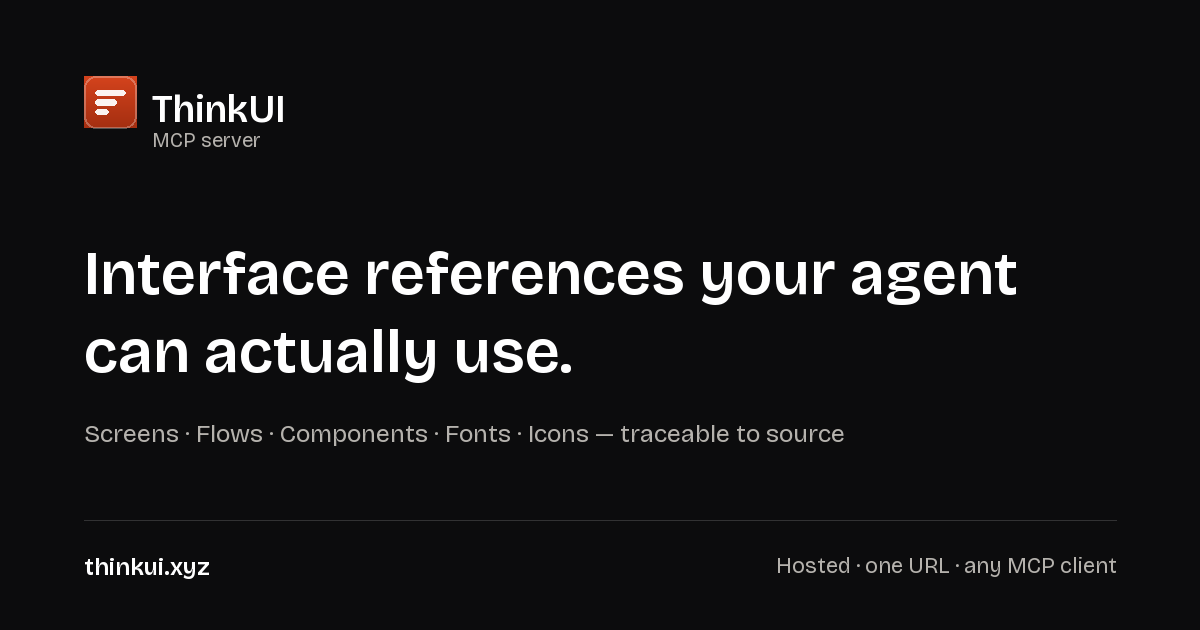 ThinkUI
MCP server
Interface references your agent
can actually use.
Screens · Flows · Components · Fonts · Icons — traceable to source
thinkui.xyz
Hosted · one URL · any MCP client